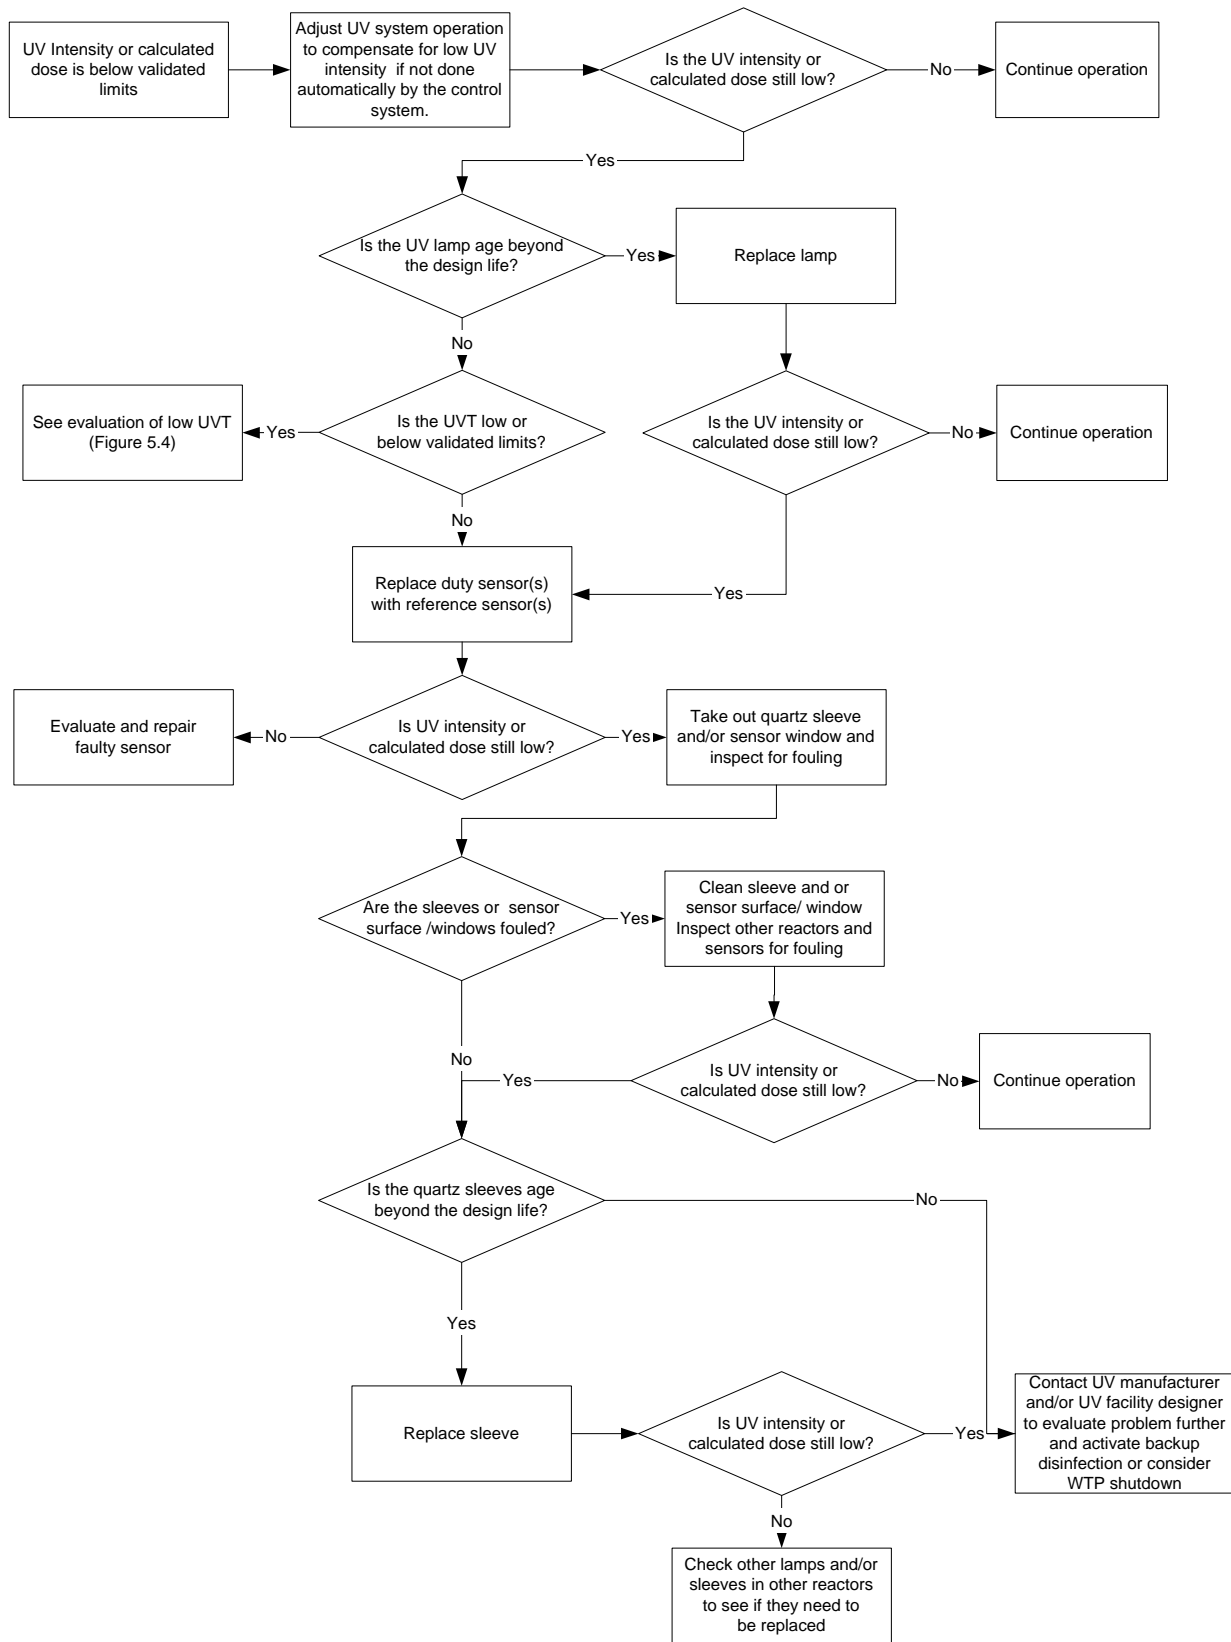 UV Intensity or calculated
dose is below validated
limits
Adjust UV system operation
to compensate for low UV
intensity if not done
automatically by the control
system.
Is the UV intensity or
calculated dose still low?
No
Continue operation
Yes
Is the UV lamp age beyond
the design life?
Yes
Replace lamp
No
See evaluation of low UVT
(Figure 5.4)
Yes
Is the UVT low or
below validated limits?
Is the UV intensity or
calculated dose still low?
No
Continue operation
No
Replace duty sensor(s)
with reference sensor(s)
Yes
Evaluate and repair
faulty sensor
No
Is UV intensity or
calculated dose still low?
Yes
Take out quartz sleeve
and/or sensor window and
inspect for fouling
Are the sleeves or sensor
surface /windows fouled?
Yes
Clean sleeve and or
sensor surface/ window
Inspect other reactors and
sensors for fouling
No
Yes
Is UV intensity or
calculated dose still low?
No
Continue operation
Is the quartz sleeves age
beyond the design life?
No
Yes
Replace sleeve
Is UV intensity or
calculated dose still low?
Yes
Contact UV manufacturer
and/or UV facility designer
to evaluate problem further
and activate backup
disinfection or consider
WTP shutdown
No
Check other lamps and/or
sleeves in other reactors
to see if they need to
be replaced